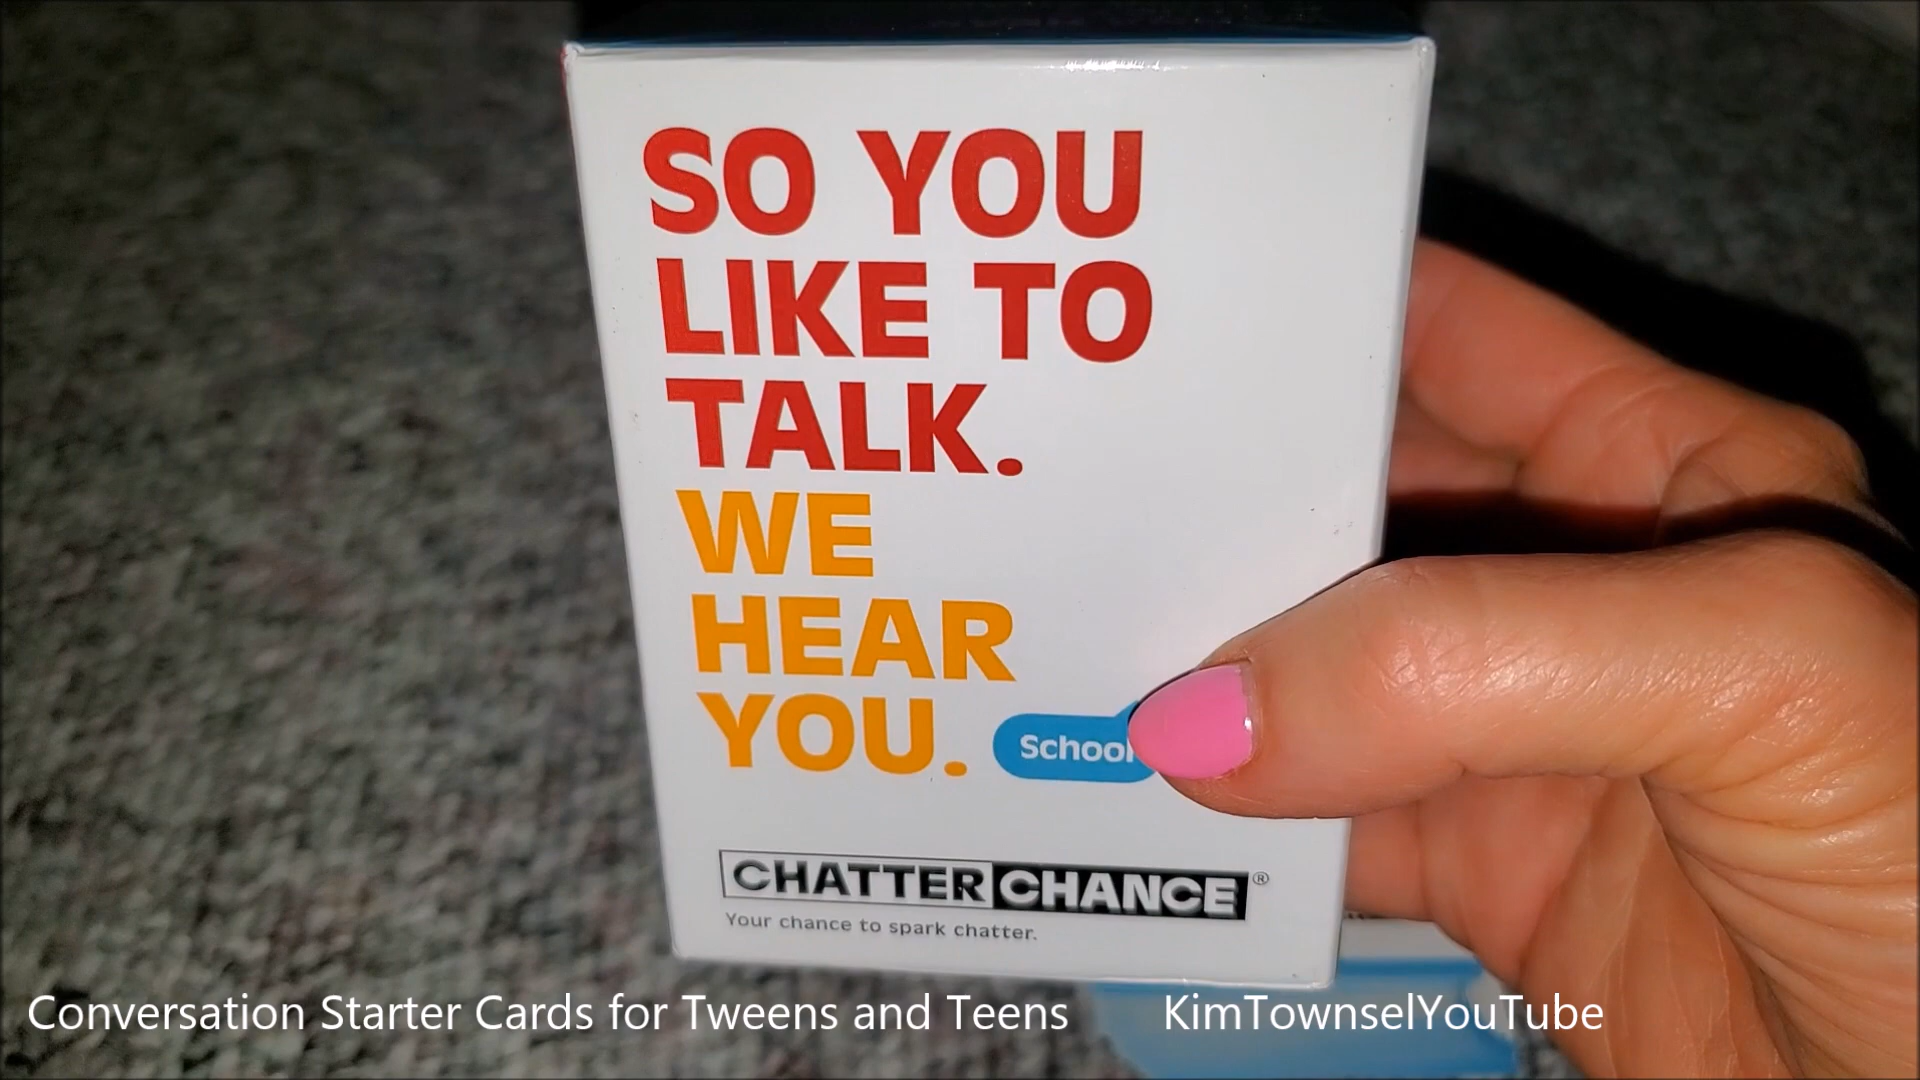 SO YOU
LIKE TO
TALK.
WE
HEAR
YOU.
School
CHATTER CHANCE®
Your chance to spark chatter.
Conversation Starter Cards for Tweens and Teens KimTownselYouTube